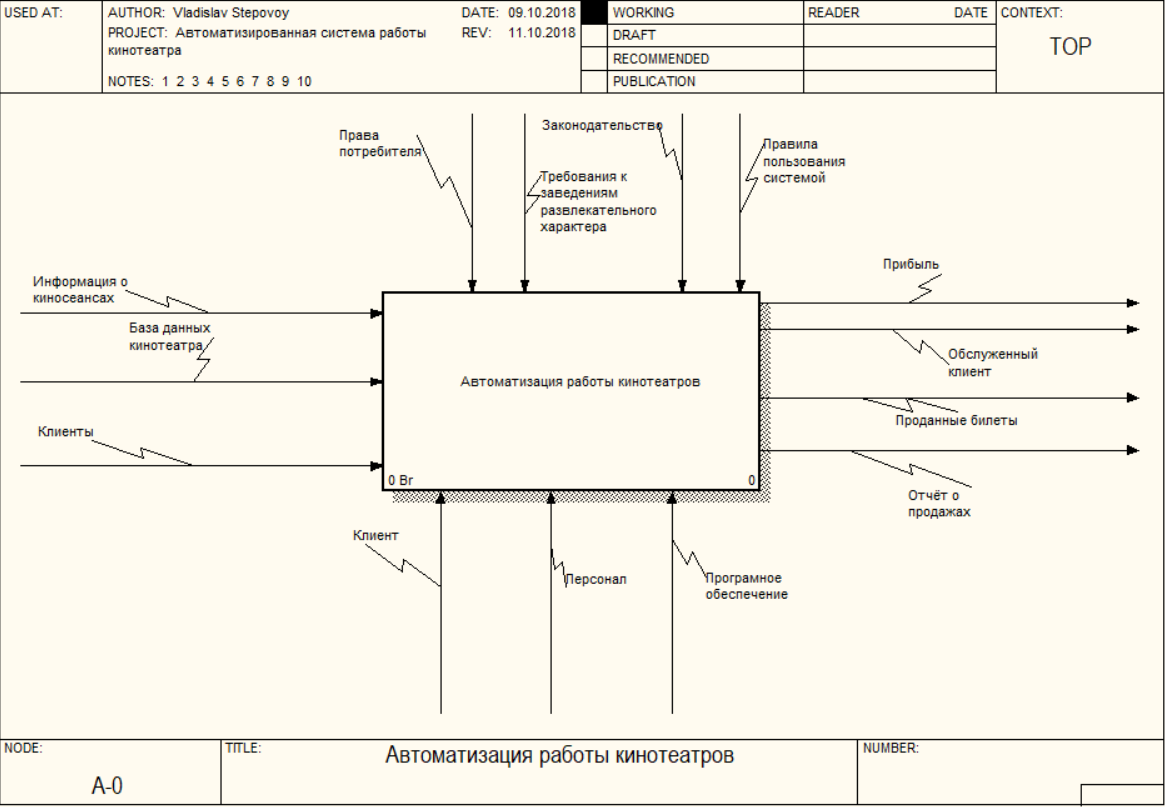 USED AT:
AUTHOR: Vladislav Stepovoy
DATE: 09.10.2018
PROJECT: Автоматизированная система работы
кинотеатра
REV: 11.10.2018
NOTES: 1 2 3 4 5 6 7 8 9 10
WORKING
DRAFT
RECOMMENDED
PUBLICATION
READER
DATE
CONTEXT:
TOP
Права
потребителя
Требования к
заведениям
развлекательного
характера
Законодательство
Правила
пользования
системой
Информация о
киносеансах
База данных
кинотеатра
Клиенты
Автоматизация работы кинотеатров
0 Br
0
Прибыль
Обслуженный
клиент
Проданные билеты
Отчёт о
продажах
Клиент
Персонал
Програмное
обеспечение
NODE:
A-0
TITLE:
Автоматизация работы кинотеатров
NUMBER: